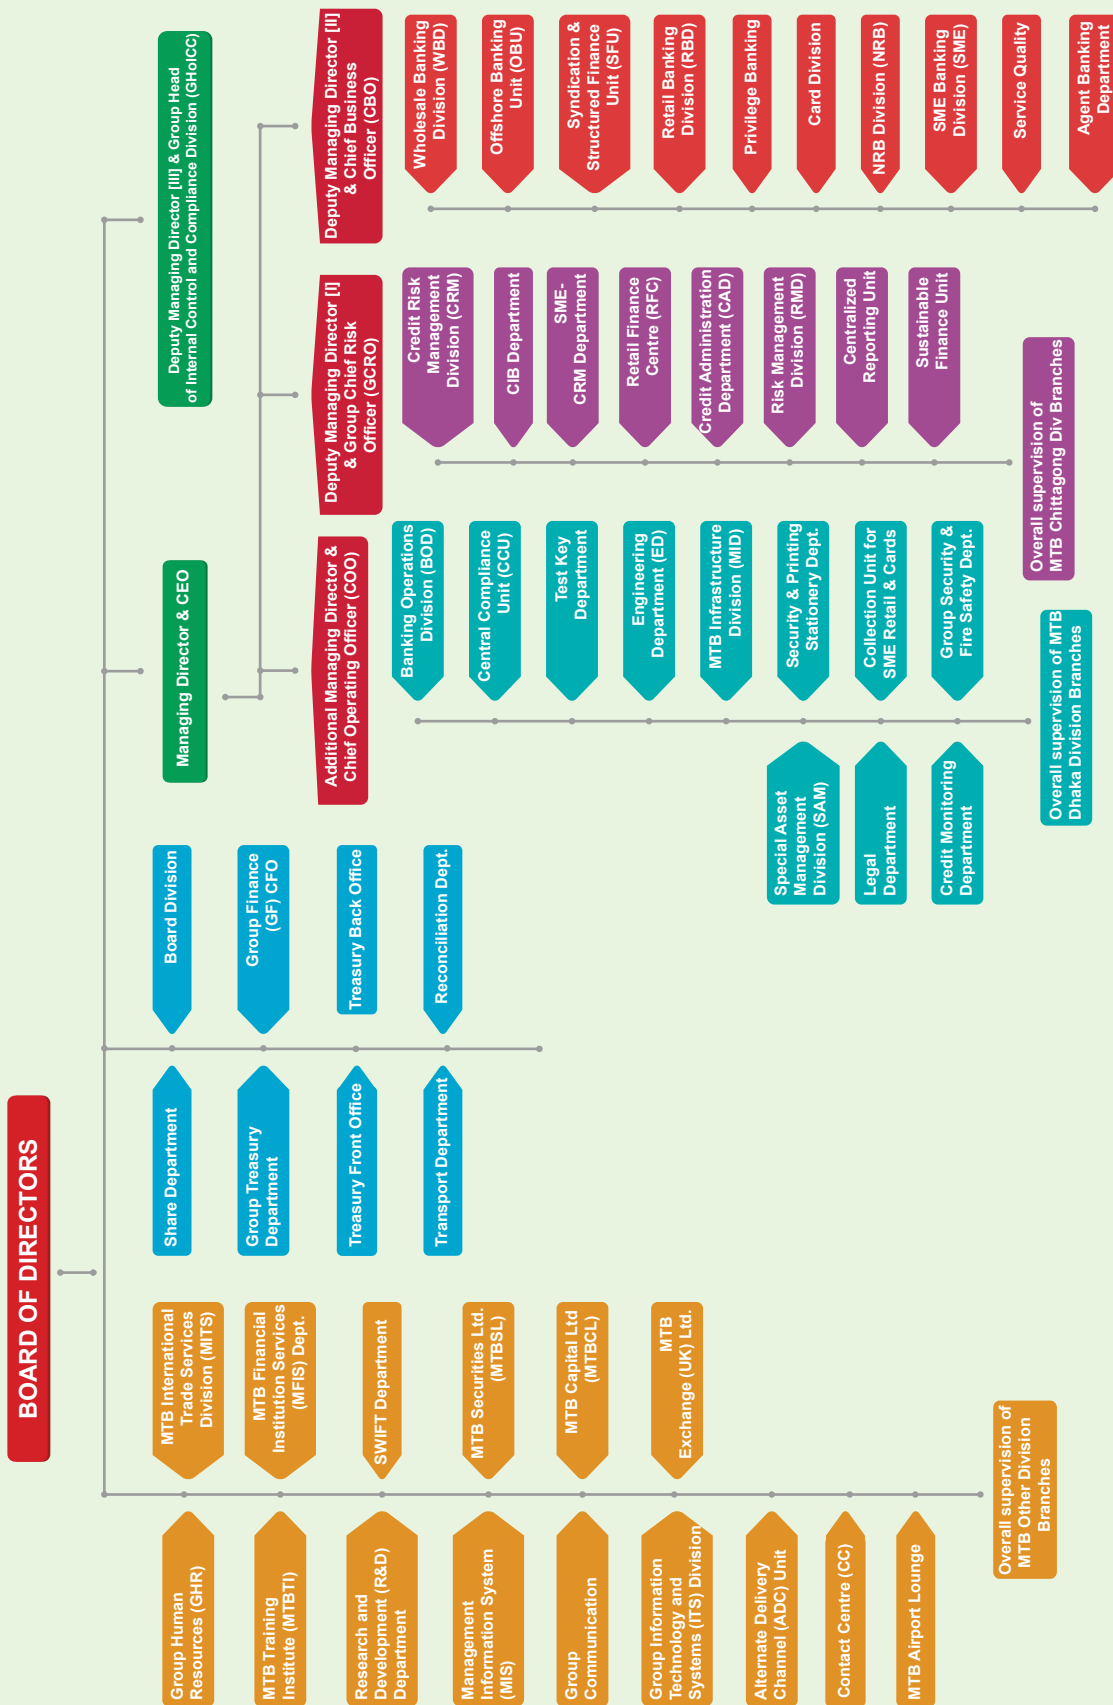 BOARD OF DIRECTORS
Group Human
Resources (GHR)
MTB Training
Institute (MTBTI)
Research and
Development (R&D)
Department
Management
Information System
(MIS)
Group
Communication
Group Information
Technology and
Systems (ITS) Division
Alternate Delivery
Channel (ADC) Unit
Contact Centre (CC)
MTB Airport Lounge
MTB International
Trade Services
Division (MITS)
MTB Financial
Institution Services
(MFIS) Dept.
SWIFT Department
MTB Securities Ltd.
(MTBSL)
MTB Capital Ltd
(MTBCL)
MTB
Exchange (UK) Ltd.
Overall supervision of
MTB Other Division
Branches
Share Department
Group Treasury
Department
Treasury Front Office
Transport Department
Board Division
Group Finance
(GF) CFO
Treasury Back Office
Reconciliation Dept.
Managing Director & CEO
Deputy Managing Director [III] & Group Head
of Internal Control and Compliance Division (GHoICC)
Additional Managing Director &
Chief Operating Officer (COO)
Special Asset
Management
Division (SAM)
Legal
Department
Credit Monitoring
Department
Banking Operations
Division (BOD)
Central Compliance
Unit (CCU)
Test Key
Department
Engineering
Department (ED)
MTB Infrastructure
Division (MID)
Security & Printing
Stationery Dept.
Collection Unit for
SME Retail & Cards
Group Security &
Fire Safety Dept.
Overall supervision of MTB
Dhaka Division Branches
Deputy Managing Director [I]
& Group Chief Risk
Officer (GCRO)
Credit Risk
Management
Division (CRM)
CIB Department
SME-
CRM Department
Retail Finance
Centre (RFC)
Credit Administration
Department (CAD)
Risk Management
Division (RMD)
Centralized
Reporting Unit
Sustainable
Finance Unit
Overall supervision of
MTB Chittagong Div Branches
Deputy Managing Director [II]
& Chief Business
Officer (CBO)
Wholesale Banking
Division (WBD)
Offshore Banking
Unit (OBU)
Syndication &
Structured Finance
Unit (SFU)
Retail Banking
Division (RBD)
Privilege Banking
Card Division
NRB Division (NRB)
SME Banking
Division (SME)
Service Quality
Agent Banking
Department